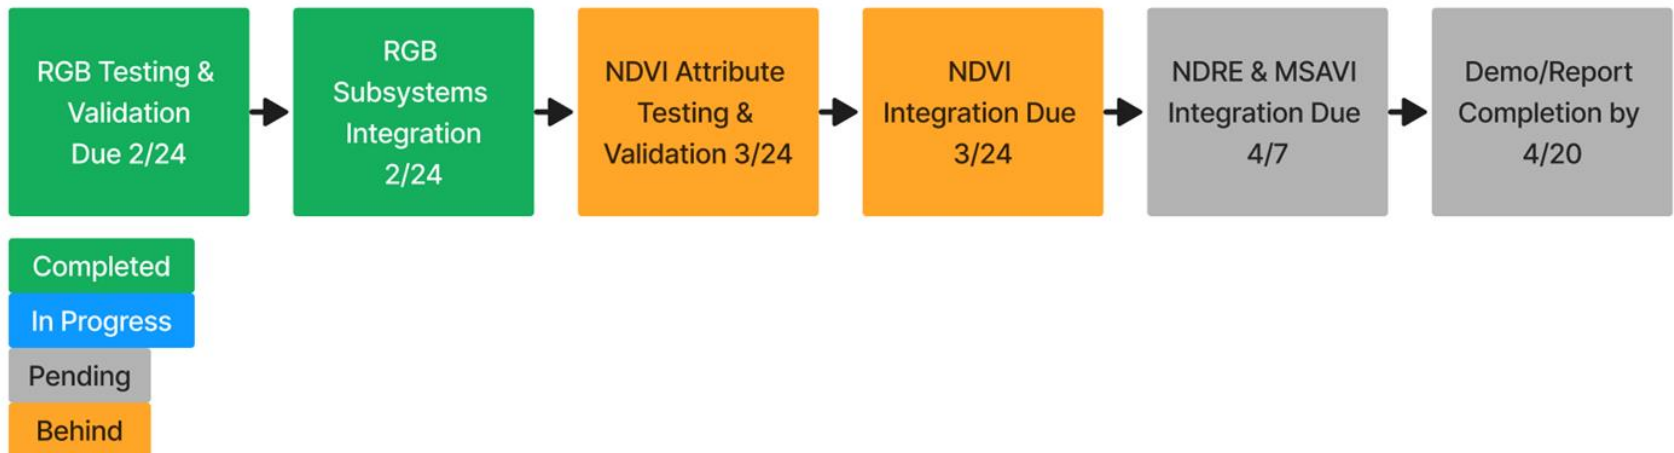 RGB Testing &
Validation
Due 2/24
RGB
Subsystems
Integration
2/24
NDVI Attribute
Testing &
Validation 3/24
NDVI
Integration Due
3/24
NDRE & MSAVI
Integration Due
4/7
Demo/Report
Completion by
4/20
Completed
In Progress
Pending
Behind